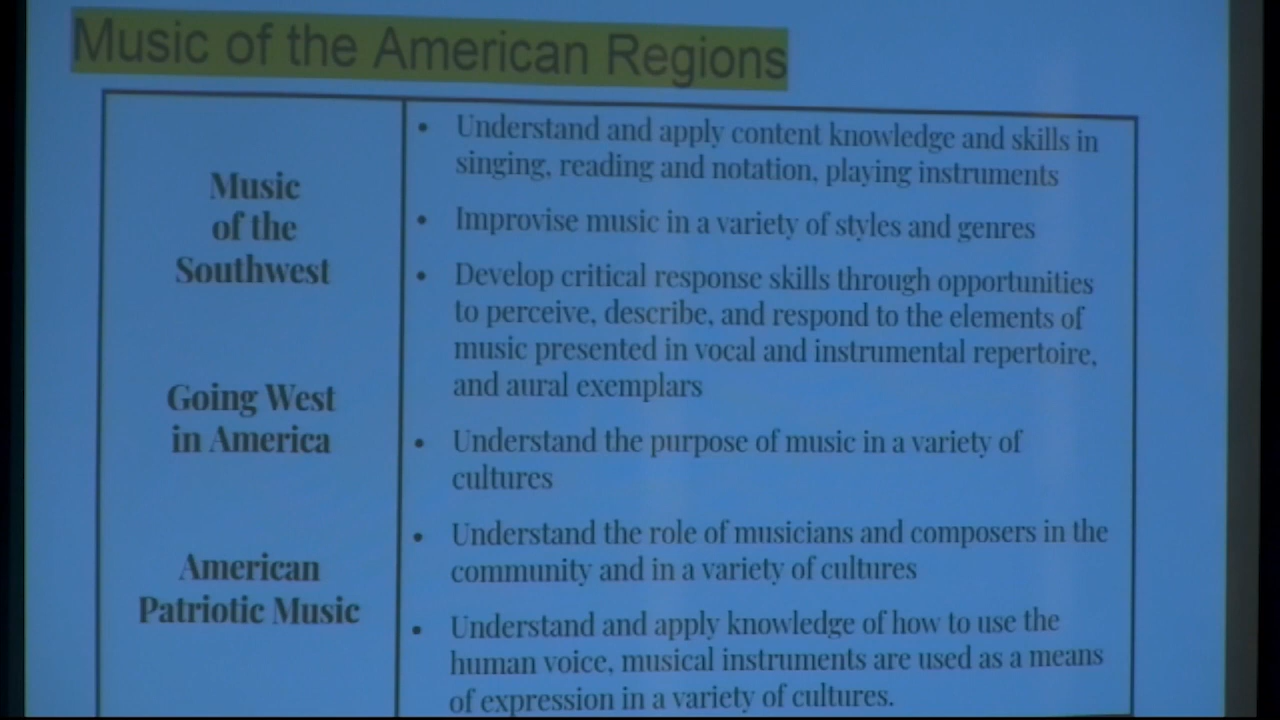 Music of the American Regions
Music
of the
Southwest
Going West
in America
American
Patriotic Music
• Understand and apply content knowledge and skills in
singing, reading and notation, playing instruments
• Improvise music in a variety of styles and genres
• Develop critical response skills through opportunities
to perceive, describe, and respond to the elements of
music presented in vocal and instrumental repertoire,
and aural exemplars
• Understand the purpose of music in a variety of
cultures
• Understand the role of musicians and composers in the
community and in a variety of cultures
• Understand and apply knowledge of how to use the
human voice, musical instruments are used as a means
of expression in a variety of cultures.